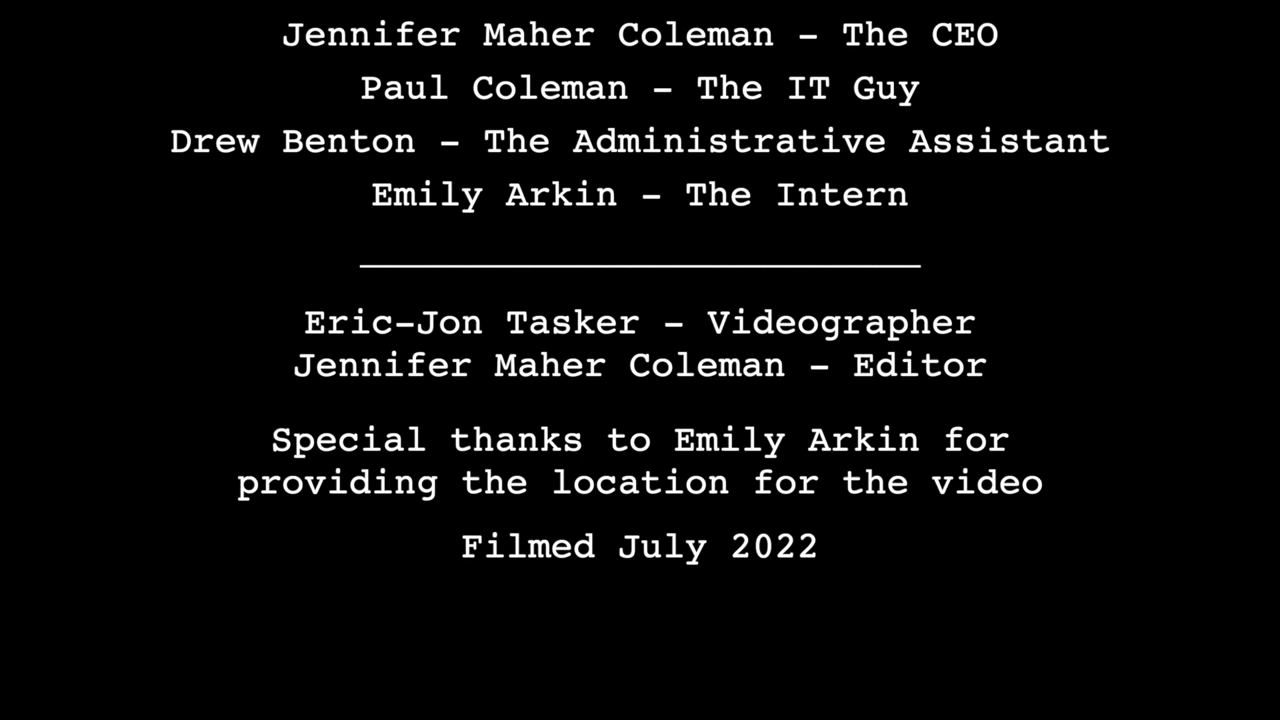 Jennifer Maher Coleman - The CEO
Paul Coleman - The IT Guy
Drew Benton - The Administrative Assistant
Emily Arkin - The Intern
Eric-Jon Tasker - Videographer
Jennifer Maher Coleman - Editor
Special thanks to Emily Arkin for
providing the location for the video
Filmed July 2022